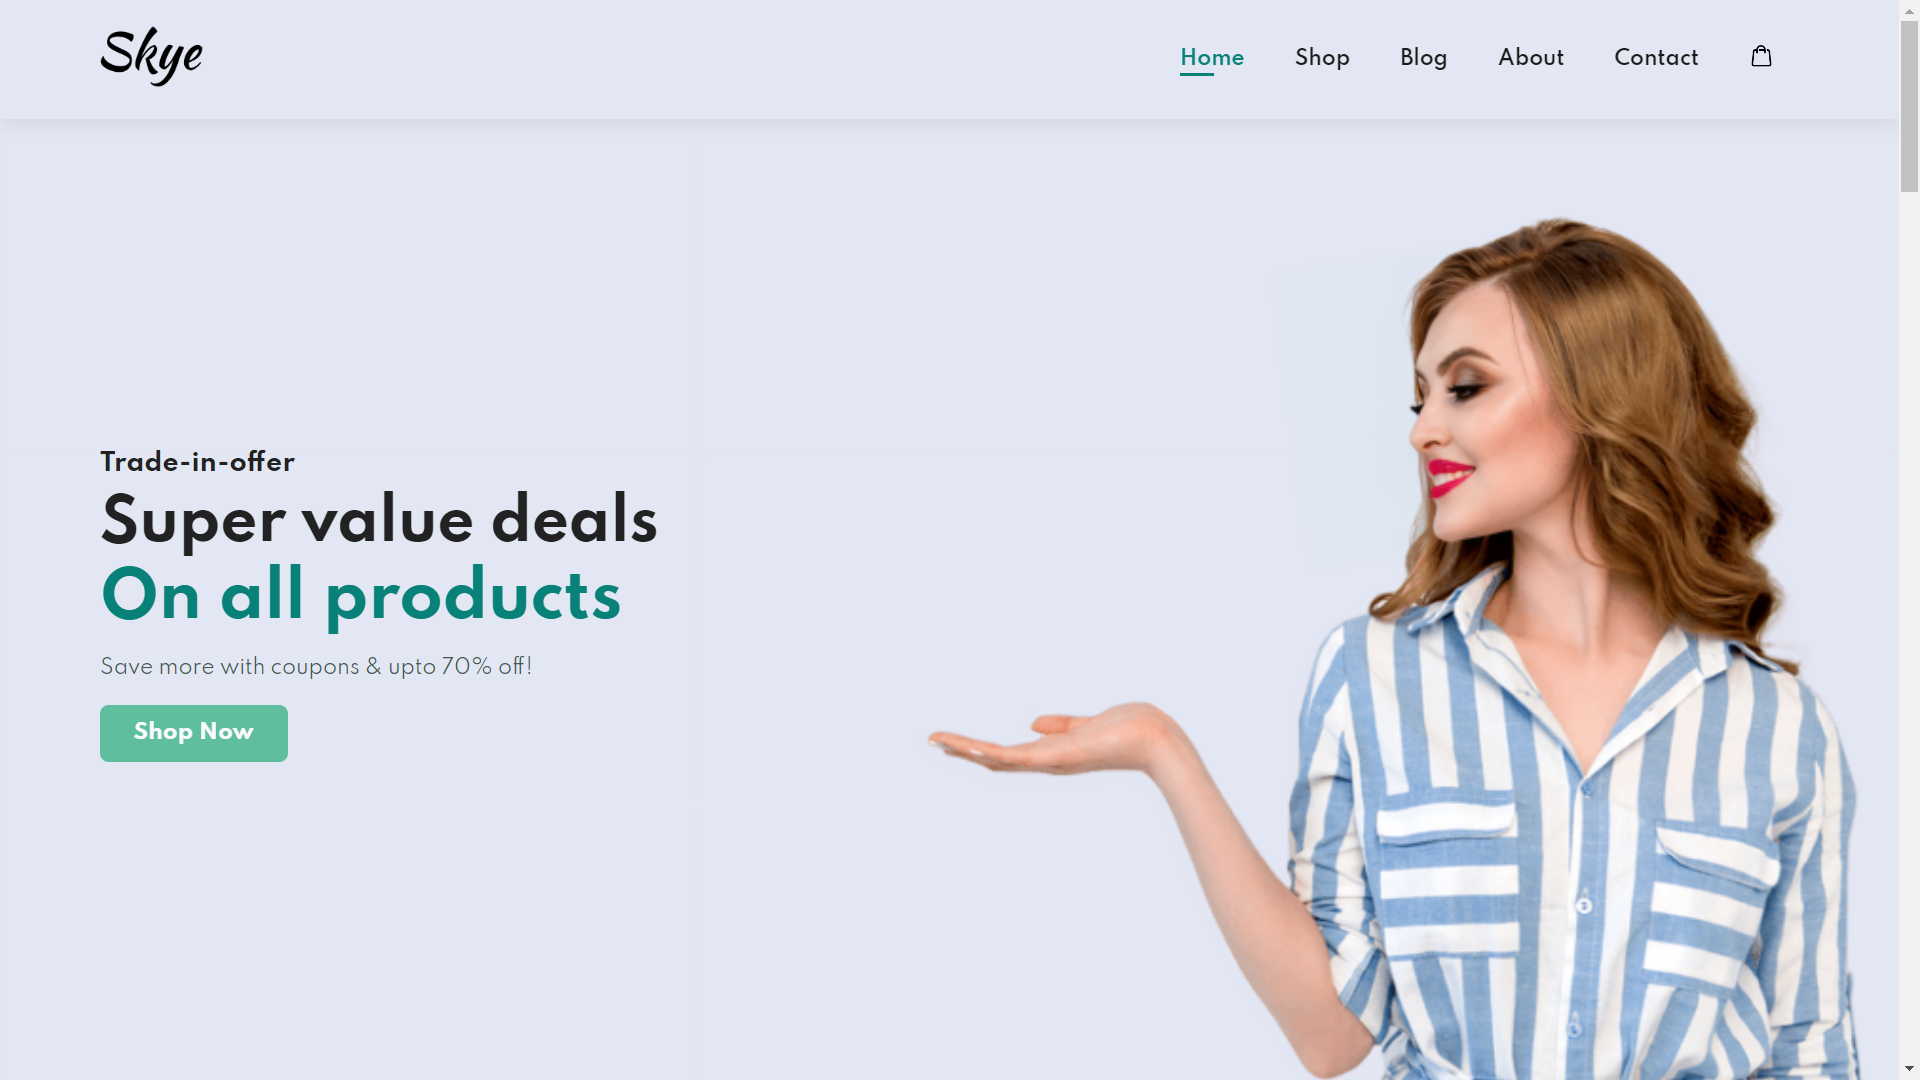 Skye
Home
Shop
Blog
About
Contact
Trade-in-offer
Super value deals
On all products
Save more with coupons & upto 70% off!
Shop Now